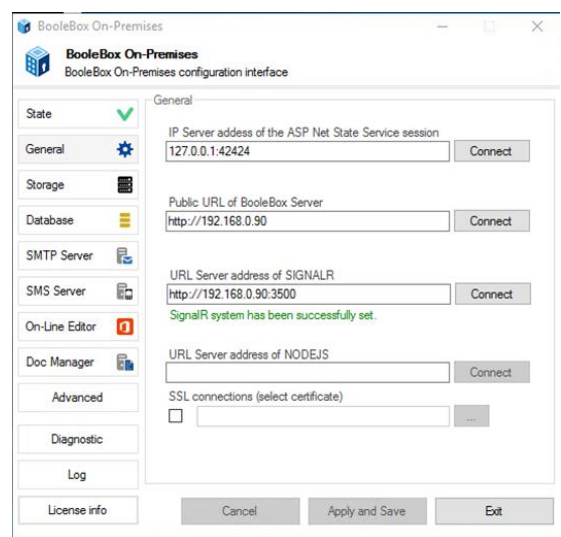 BooleBox On-Premises
BooleBox On-Premises
BooleBox On-Premises configuration interface
State
General
Storage
Database
SMTP Server
SMS Server
On-Line Editor
Doc Manager
Advanced
Diagnostic
Log
License info
General
IP Server addess of the ASP Net State Service session
127.0.0.1:42424
Connect
Public URL of BooleBox Server
http://192.168.0.90
Connect
URL Server address of SIGNALR
http://192.168.0.90:3500
Connect
SignalR system has been successfully set.
URL Server address of NODEJS
Connect
SSL connections (select certificate)
...
Cancel
Apply and Save
Exit